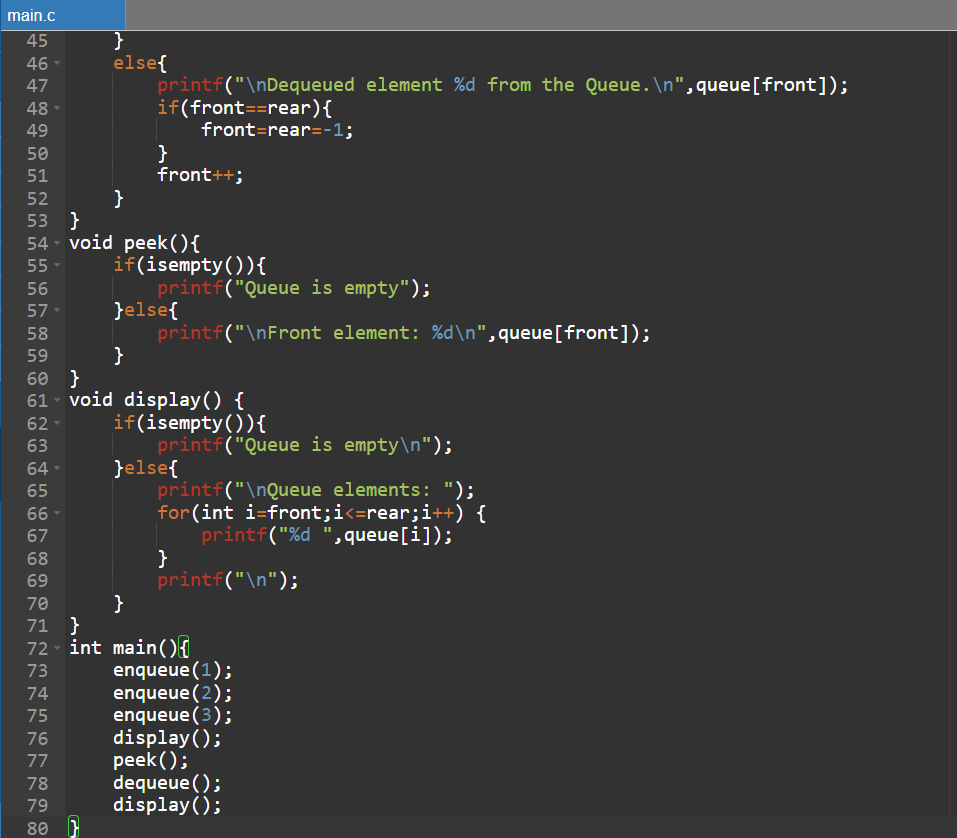 main.c
45 }
46 else{
47 printf("\nDequeued element %d from the Queue.\n",queue[front]);
48 if(front==rear){
49 front=rear=-1;
50 }
51 front++;
52 }
53 }
54 void peek(){
55 if(isempty()){
56 printf("Queue is empty");
57 }else{
58 printf("\nFront element: %d\n",queue[front]);
59 }
60 }
61 void display() {
62 if(isempty()){
63 printf("Queue is empty\n");
64 }else{
65 printf("\nQueue elements: ");
66 for(int i=front;i<=rear;i++) {
67 printf("%d ",queue[i]);
68 }
69 printf("\n");
70 }
71 }
72 int main(){
73 enqueue(1);
74 enqueue(2);
75 enqueue(3);
76 display();
77 peek();
78 dequeue();
79 display();
80 }